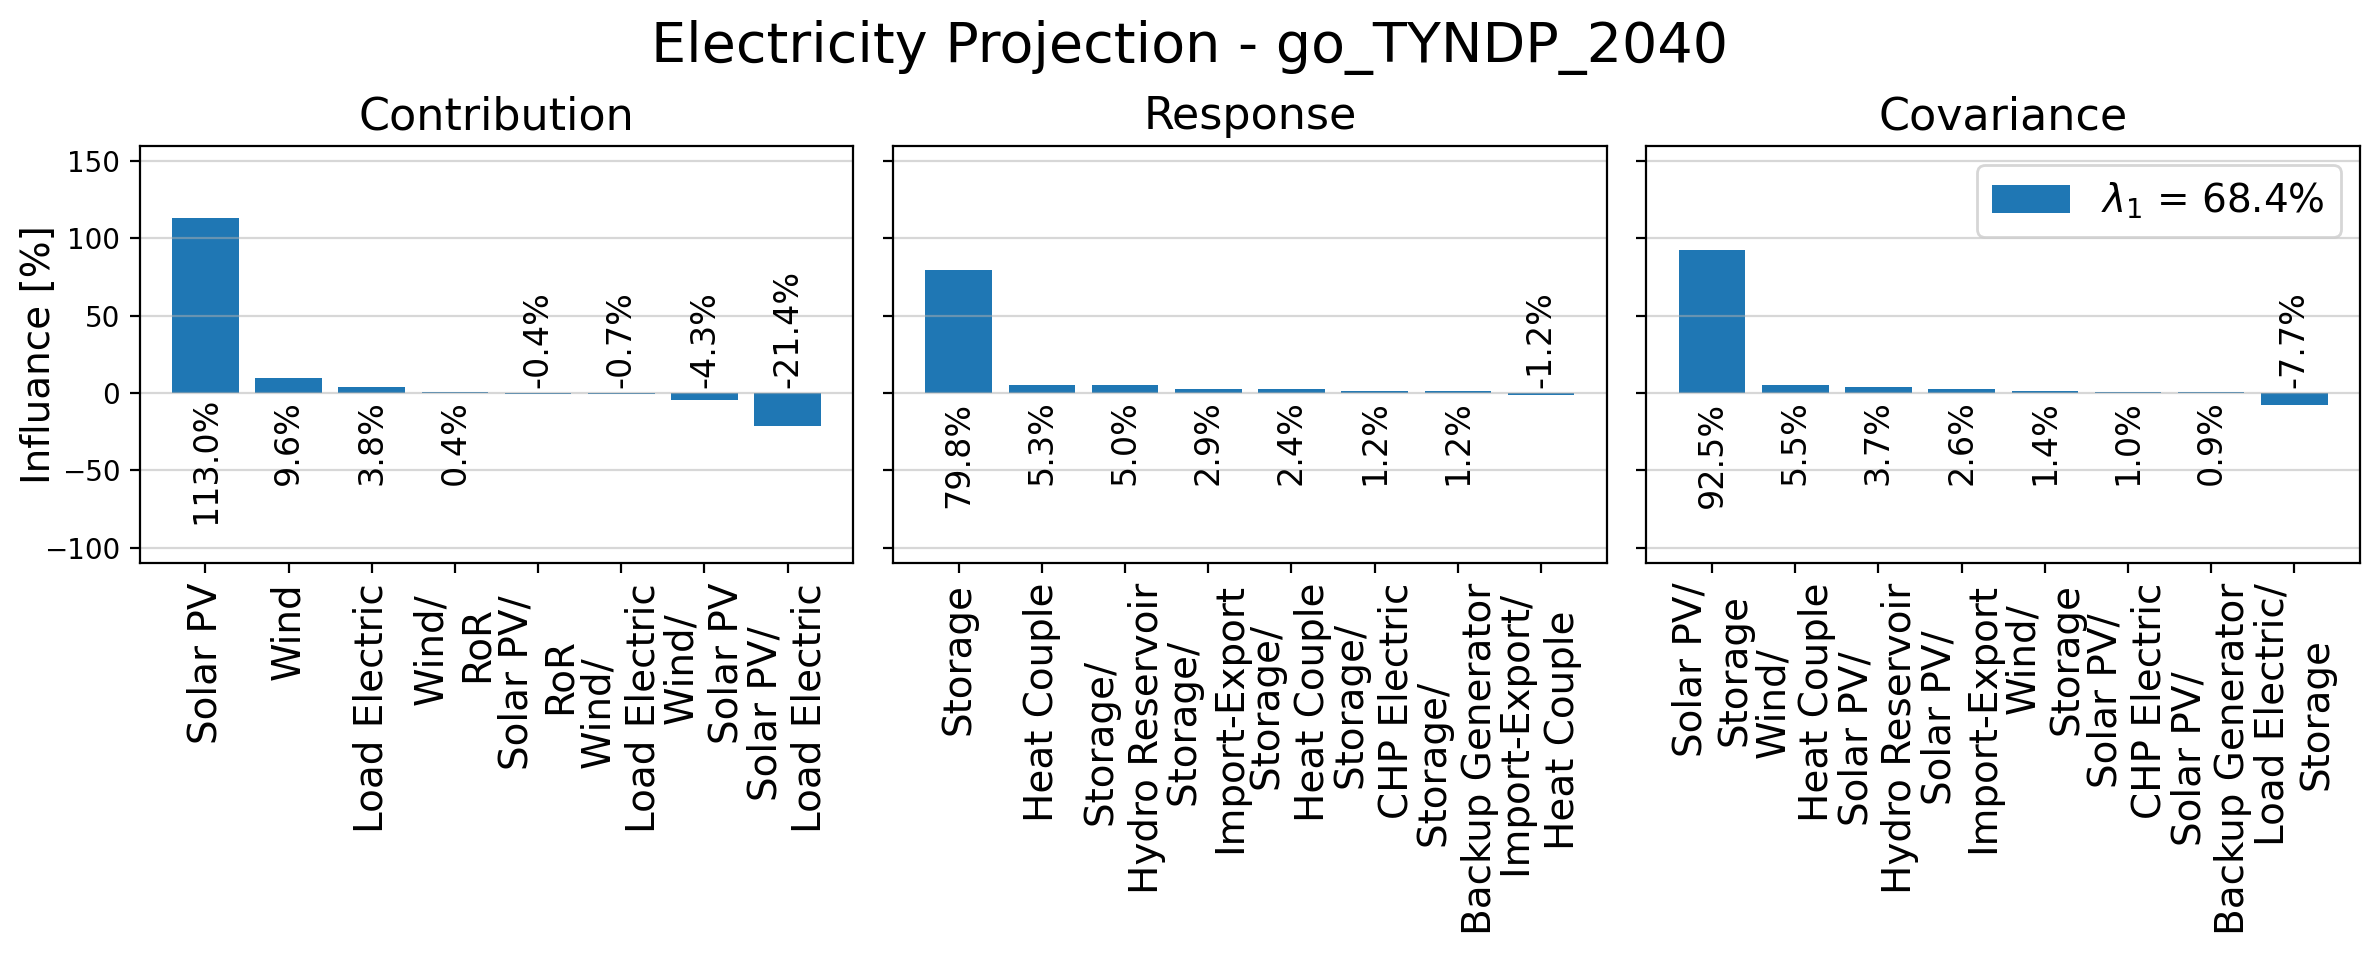 Electricity Projection - go_TYNDP_2040
Contribution
Response
Covariance
Influance [%]
150
100
50
0
−50
−100
113.0%
9.6%
3.8%
0.4%
-0.4%
-0.7%
-4.3%
-21.4%
79.8%
5.3%
5.0%
2.9%
2.4%
1.2%
1.2%
-1.2%
λ1 = 68.4%
92.5%
5.5%
3.7%
2.6%
1.4%
1.0%
0.9%
-7.7%
Solar PV
Wind
Load Electric
Wind/
RoR
Solar PV/
RoR
Wind/
Load Electric
Wind/
Solar PV
Solar PV/
Load Electric
Storage
Heat Couple
Storage/
Hydro Reservoir
Storage/
Import-Export
Storage/
Heat Couple
Storage/
CHP Electric
Storage/
Backup Generator
Import-Export/
Heat Couple
Solar PV/
Storage
Wind/
Heat Couple
Solar PV/
Hydro Reservoir
Solar PV/
Import-Export
Wind/
Storage
Solar PV/
CHP Electric
Solar PV/
Backup Generator
Load Electric/
Storage